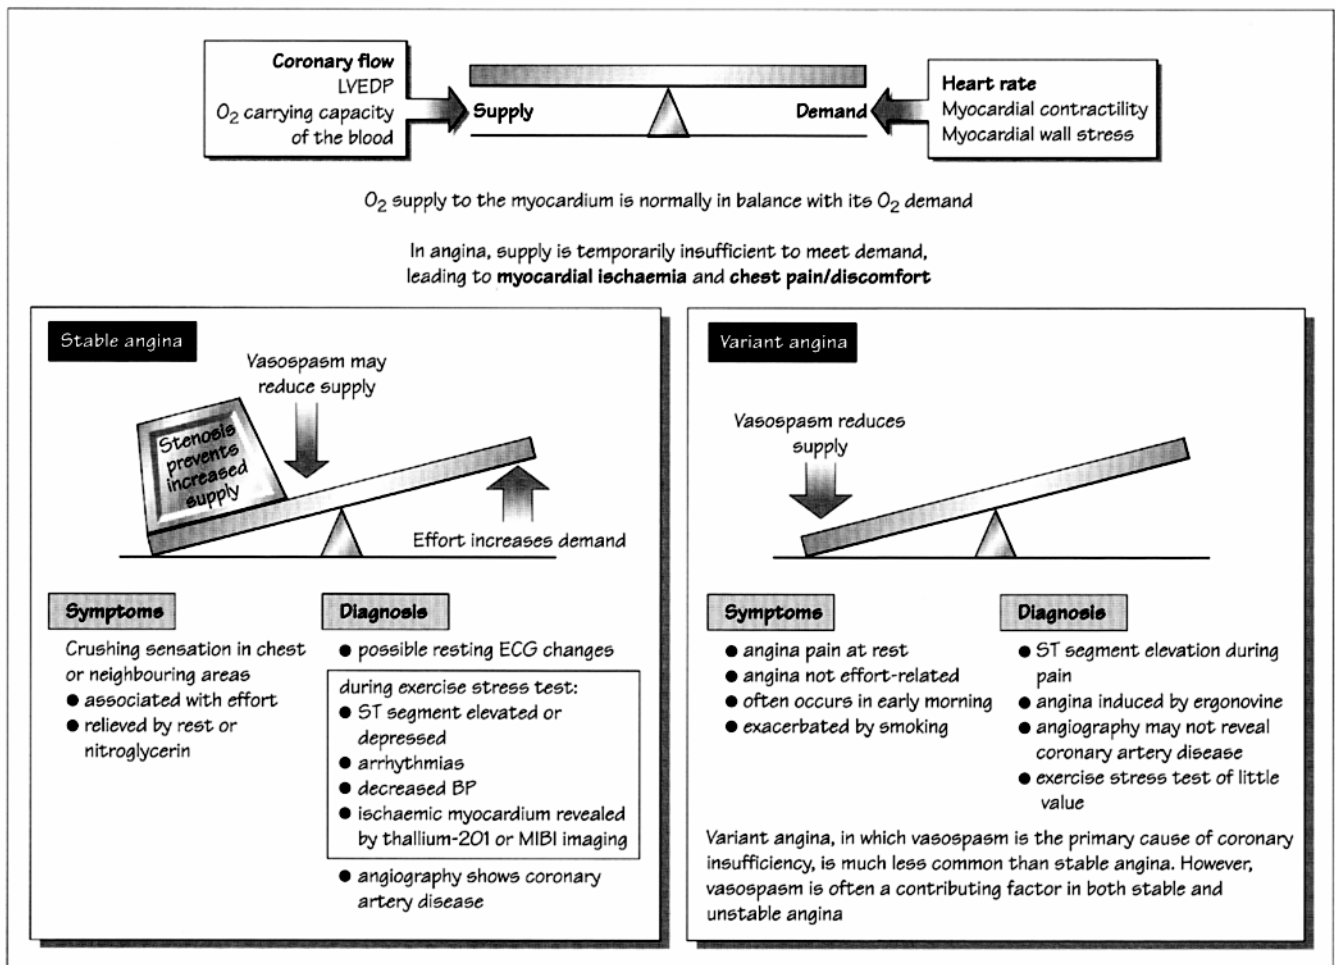 Coronary flow
LVEDP
O2 carrying capacity
of the blood
Supply
Demand
Heart rate
Myocardial contractility
Myocardial wall stress
O2 supply to the myocardium is normally in balance with its O2 demand
In angina, supply is temporarily insufficient to meet demand,
leading to myocardial ischaemia and chest pain/discomfort
Stable angina
Vasospasm may
reduce supply
Stenosis
prevents
increased
supply
Effort increases demand
Symptoms
Crushing sensation in chest
or neighbouring areas
● associated with effort
● relieved by rest or
nitroglycerin
Diagnosis
● possible resting ECG changes
during exercise stress test:
● ST segment elevated or
depressed
● arrhythmias
● decreased BP
● ischaemic myocardium revealed
by thallium-201 or MIBI imaging
● angiography shows coronary
artery disease
Variant angina
Vasospasm reduces
supply
Symptoms
● angina pain at rest
● angina not effort-related
● often occurs in early morning
● exacerbated by smoking
Diagnosis
● ST segment elevation during
pain
● angina induced by ergonovine
● angiography may not reveal
coronary artery disease
● exercise stress test of little
value
Variant angina, in which vasospasm is the primary cause of coronary
insufficiency, is much less common than stable angina. However,
vasospasm is often a contributing factor in both stable and
unstable angina